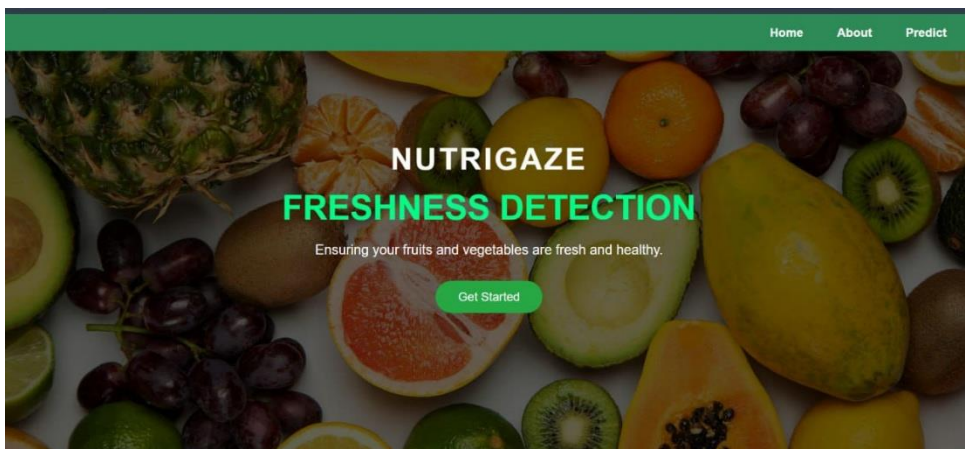 Home About Predict
NUTRIGAZE
FRESHNESS DETECTION
Ensuring your fruits and vegetables are fresh and healthy.
Get Started